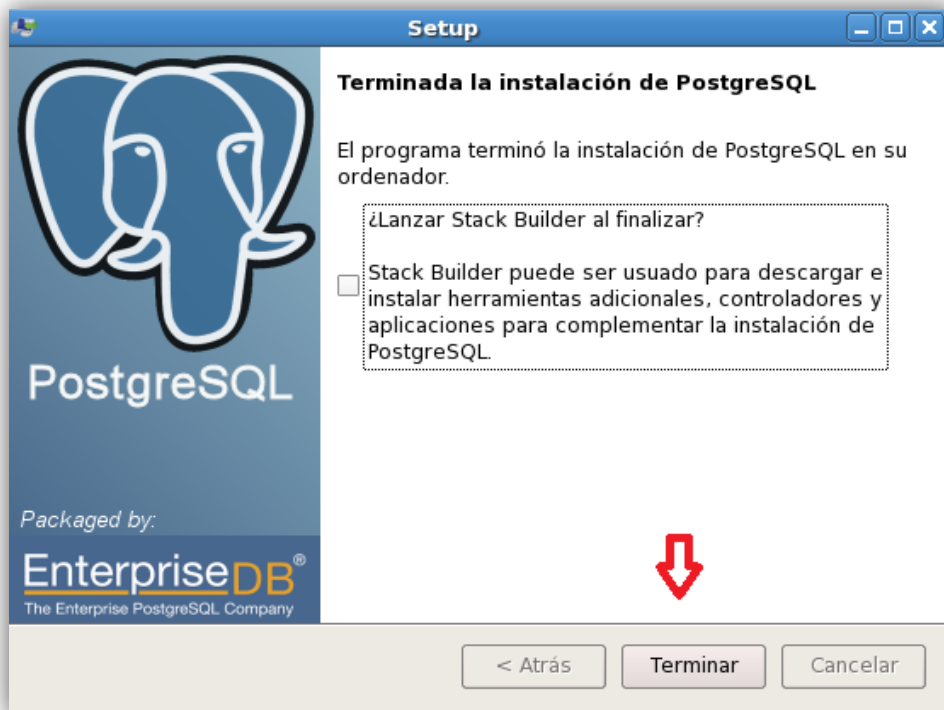 Setup
Terminada la instalación de PostgreSQL
El programa terminó la instalación de PostgreSQL en su
ordenador.
¿Lanzar Stack Builder al finalizar?
Stack Builder puede ser usado para descargar e
instalar herramientas adicionales, controladores y
aplicaciones para complementar la instalación de
PostgreSQL.
PostgreSQL
Packaged by:
EnterpriseDB®
The Enterprise PostgreSQL Company
< Atrás
Terminar
Cancelar